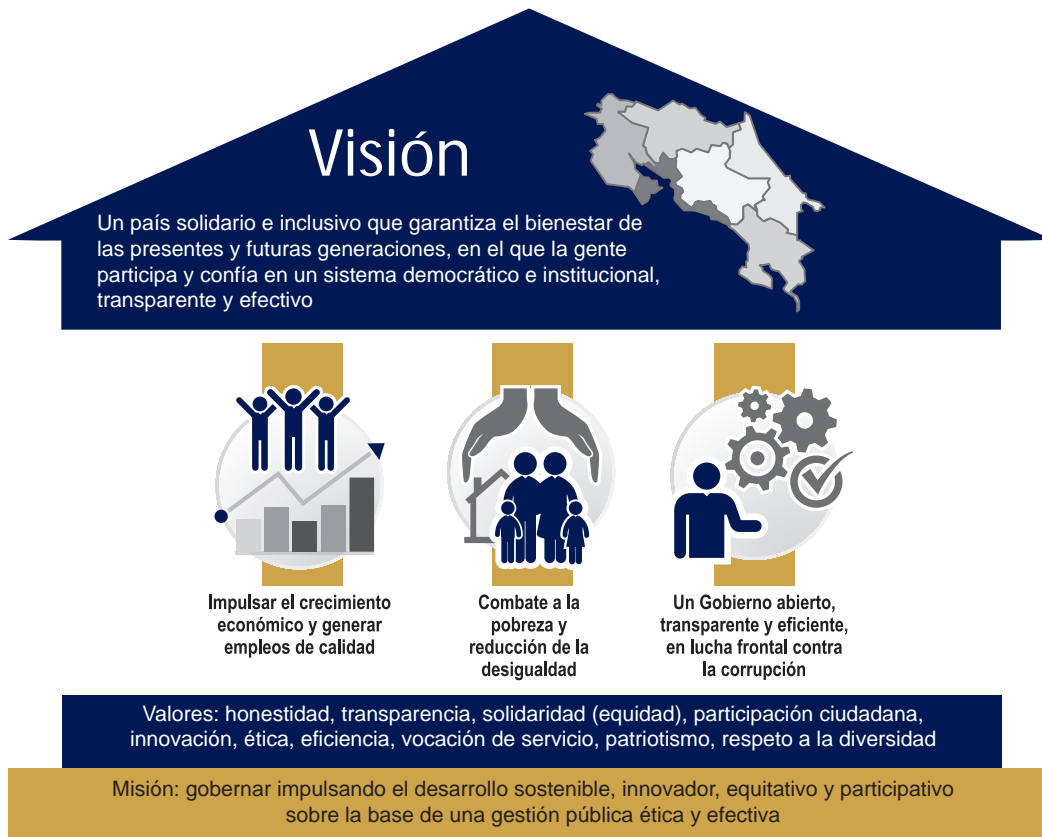 Visión
Un país solidario e inclusivo que garantiza el bienestar de
las presentes y futuras generaciones, en el que la gente
participa y confía en un sistema democrático e institucional,
transparente y efectivo
Impulsar el crecimiento
económico y generar
empleos de calidad
Combate a la
pobreza y
reducción de la
desigualdad
Un Gobierno abierto,
transparente y eficiente,
en lucha frontal contra
la corrupción
Valores: honestidad, transparencia, solidaridad (equidad), participación ciudadana,
innovación, ética, eficiencia, vocación de servicio, patriotismo, respeto a la diversidad
Misión: gobernar impulsando el desarrollo sostenible, innovador, equitativo y participativo
sobre la base de una gestión pública ética y efectiva